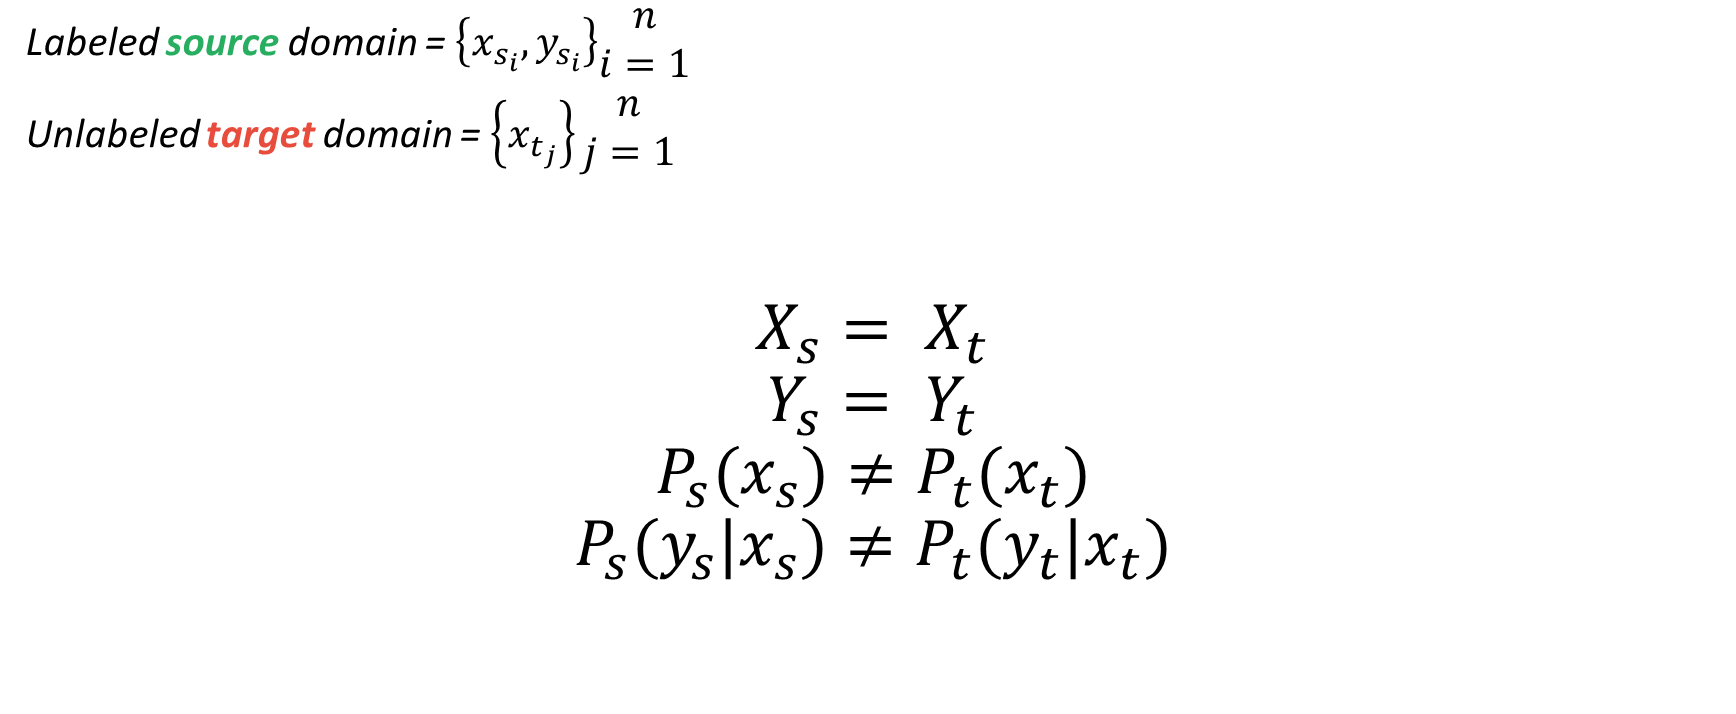 Labeled source domain = {x_{s_i}, y_{s_i}}_{i = 1}^{n}
Unlabeled target domain = {x_{t_j}}_{j = 1}^{n}
X_s = X_t
Y_s = Y_t
P_s(x_s) ≠ P_t(x_t)
P_s(y_s|x_s) ≠ P_t(y_t|x_t)